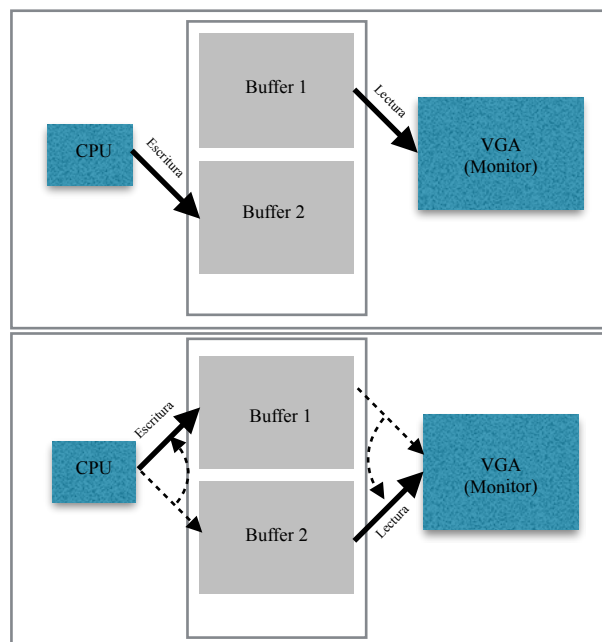 Buffer 1
Lectura
CPU
Escritura
VGA
(Monitor)
Buffer 2
Escritura
Buffer 1
CPU
VGA
(Monitor)
Buffer 2
Lectura